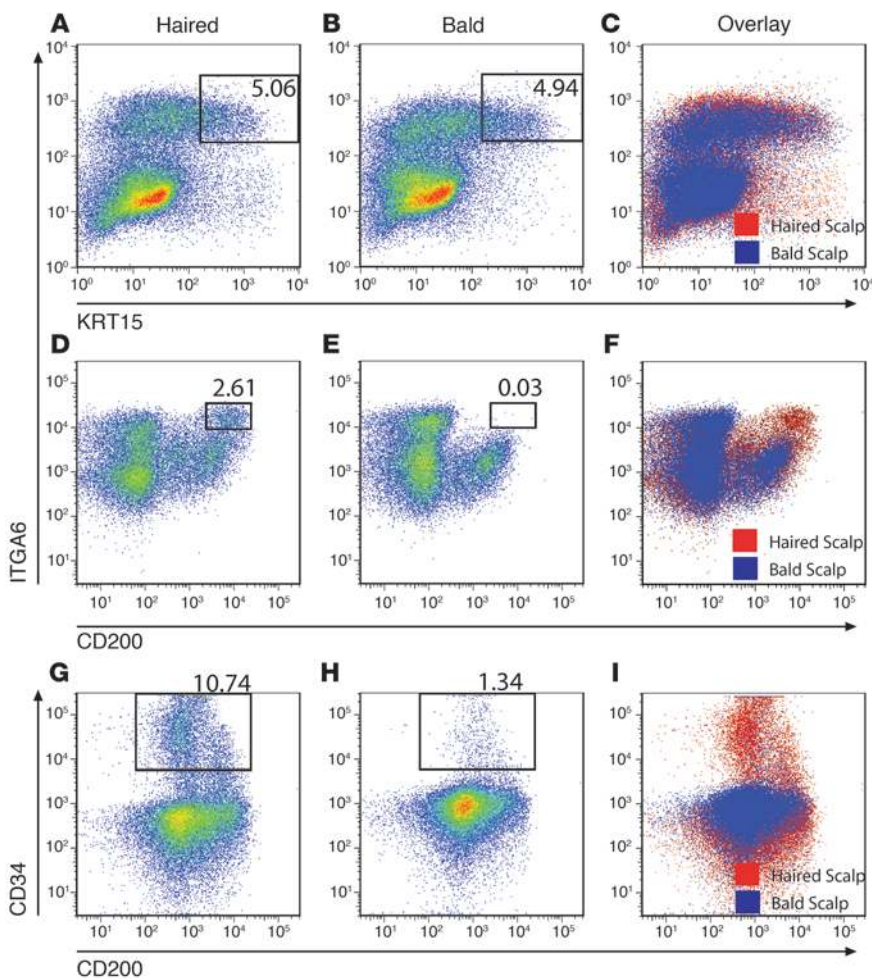 A Haired B Bald C Overlay
10⁴ 10³ 10² 10¹ 10⁰
5.06
10⁰ 10¹ 10² 10³ 10⁴
4.94
10⁰ 10¹ 10² 10³ 10⁴
10⁴ 10³ 10² 10¹ 10⁰
Haired Scalp
Bald Scalp
10⁰ 10¹ 10² 10³ 10⁴
10⁴ 10³ 10² 10¹ 10⁰
KRT15
D E F
10⁵ 10⁴ 10³ 10² 10¹
2.61
10¹ 10² 10³ 10⁴ 10⁵
10⁵ 10⁴ 10³ 10² 10¹
0.03
10¹ 10² 10³ 10⁴ 10⁵
10⁵ 10⁴ 10³ 10² 10¹
Haired Scalp
Bald Scalp
10¹ 10² 10³ 10⁴ 10⁵
ITGA6
CD200
G H I
10⁵ 10⁴ 10³ 10² 10¹
10.74
10¹ 10² 10³ 10⁴ 10⁵
10⁵ 10⁴ 10³ 10² 10¹
1.34
10¹ 10² 10³ 10⁴ 10⁵
10⁵ 10⁴ 10³ 10² 10¹
Haired Scalp
Bald Scalp
10¹ 10² 10³ 10⁴ 10⁵
CD34
CD200